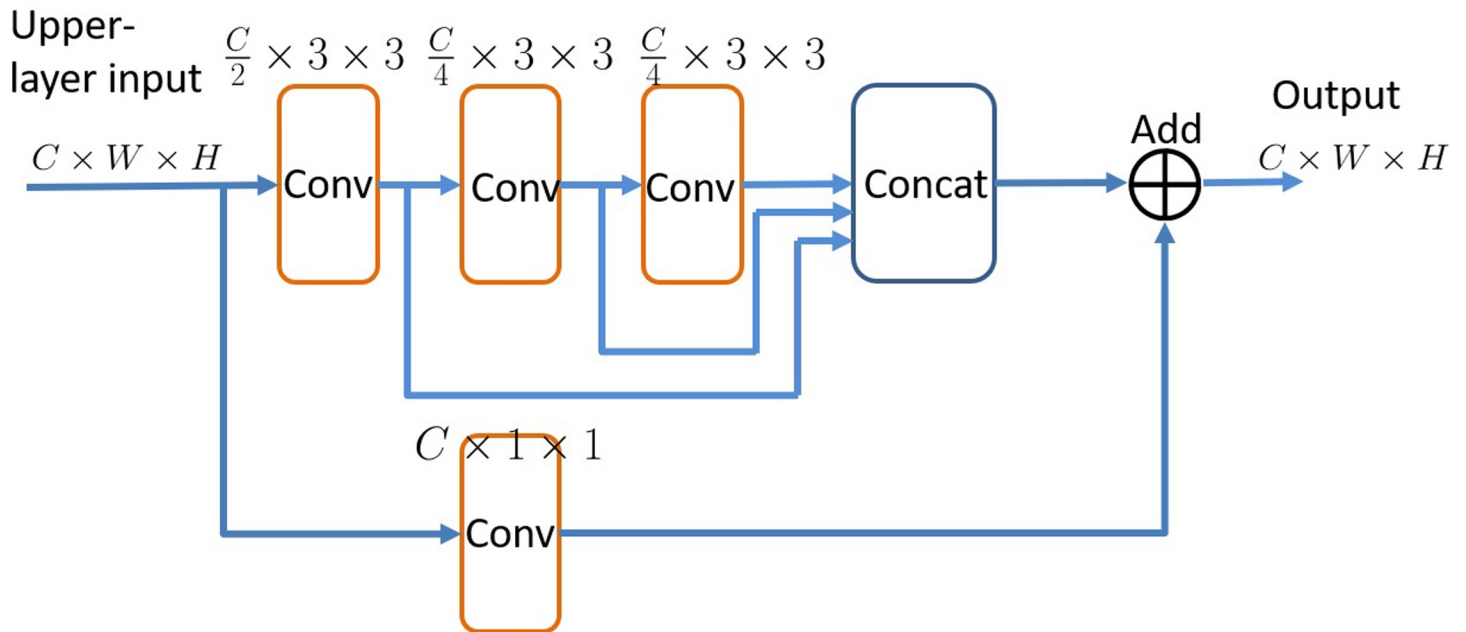 Upper-
layer input
C/2 × 3 × 3
C/4 × 3 × 3
C/4 × 3 × 3
C × W × H
Conv
Conv
Conv
Concat
Add
Output
C × W × H
C × 1 × 1
Conv